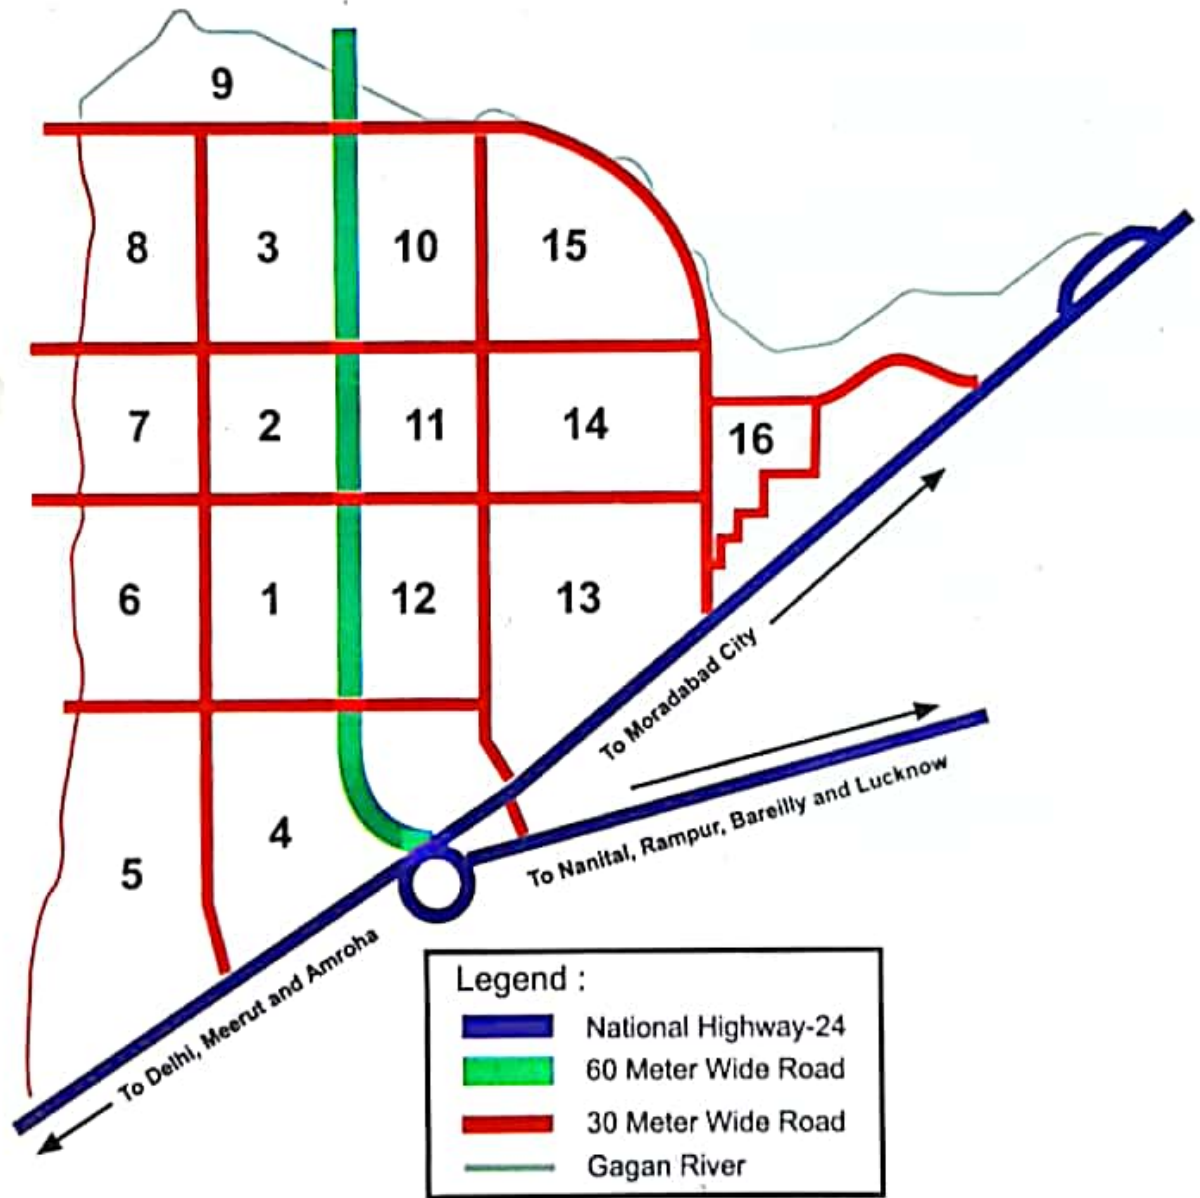 9
8
3
10
15
7
2
11
14
16
6
1
12
13
To Moradabad City
4
5
To Nanital, Rampur, Bareilly and Lucknow
To Delhi, Meerut and Amroha
Legend :
National Highway-24
60 Meter Wide Road
30 Meter Wide Road
Gagan River